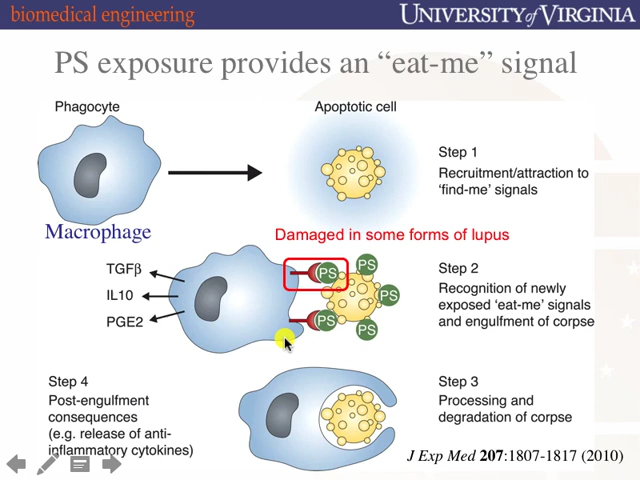 biomedical engineering
UNIVERSITY of VIRGINIA
PS exposure provides an “eat-me” signal
Phagocyte
Apoptotic cell
Step 1
Recruitment/attraction to
‘find-me’ signals
Macrophage
Damaged in some forms of lupus
TGFβ
IL10
PGE2
PS
PS
PS
PS
PS
Step 2
Recognition of newly
exposed ‘eat-me’ signals
and engulfment of corpse
Step 4
Post-engulfment
consequences
(e.g. release of anti-
inflammatory cytokines)
Step 3
Processing and
degradation of corpse
J Exp Med 207:1807-1817 (2010)